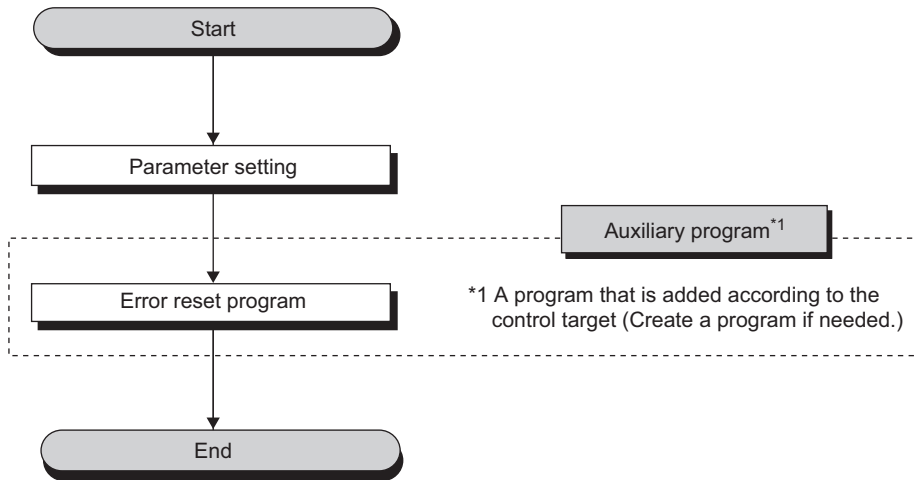 Start
Parameter setting
Auxiliary program*1
Error reset program
*1 A program that is added according to the
control target (Create a program if needed.)
End